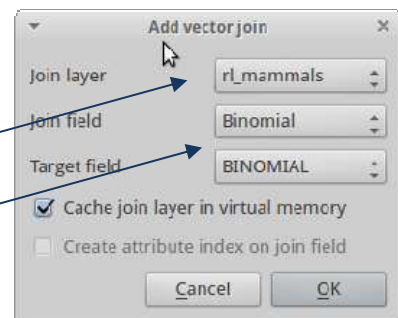 Add vector join
Join layer rl_mammals
Join field Binomial
Target field BINOMIAL
Cache join layer in virtual memory
Create attribute index on join field
Cancel OK